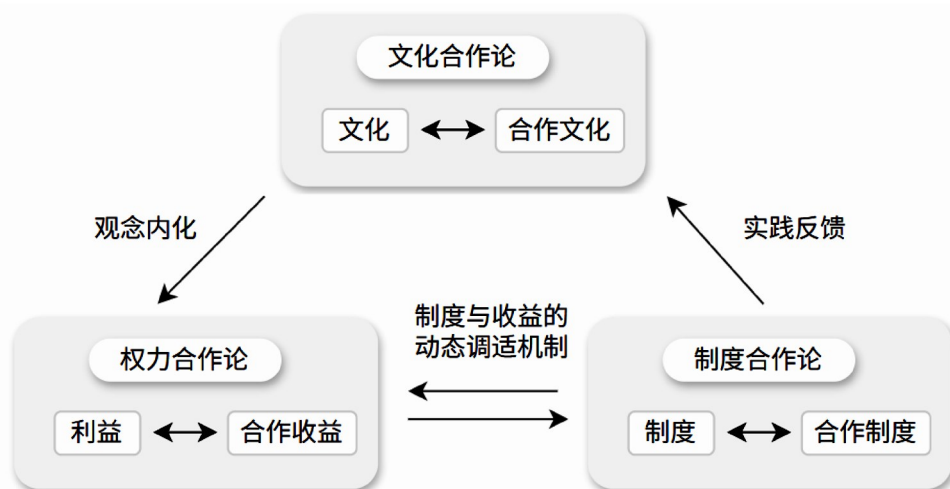 文化合作论
文化
合作文化
观念内化
实践反馈
制度与收益的
动态调适机制
权力合作论
利益
合作收益
制度合作论
制度
合作制度